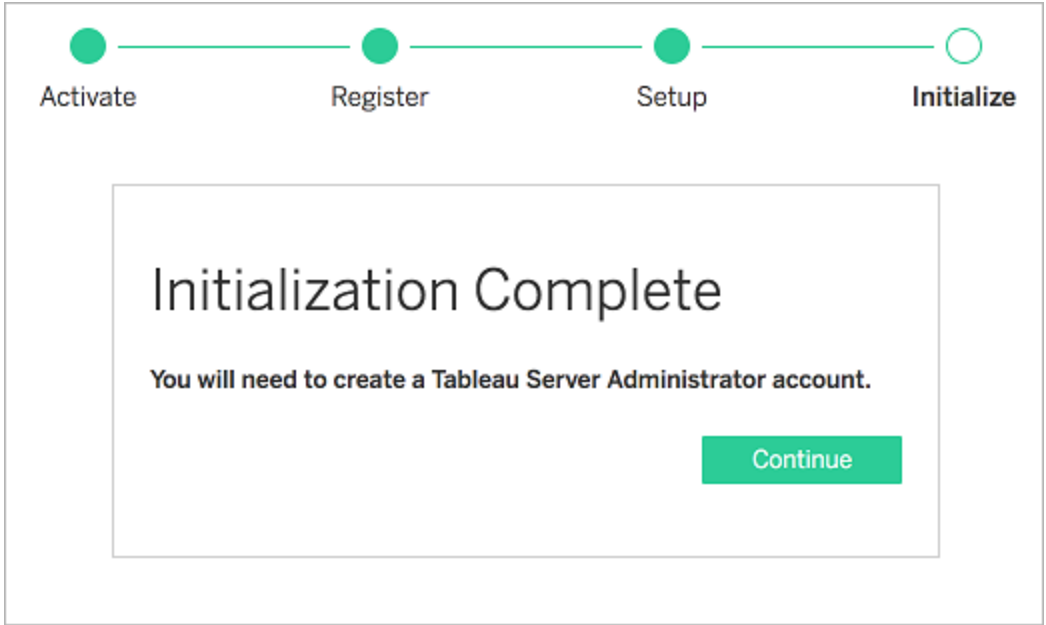 Activate Register Setup Initialize
Initialization Complete
You will need to create a Tableau Server Administrator account.
Continue